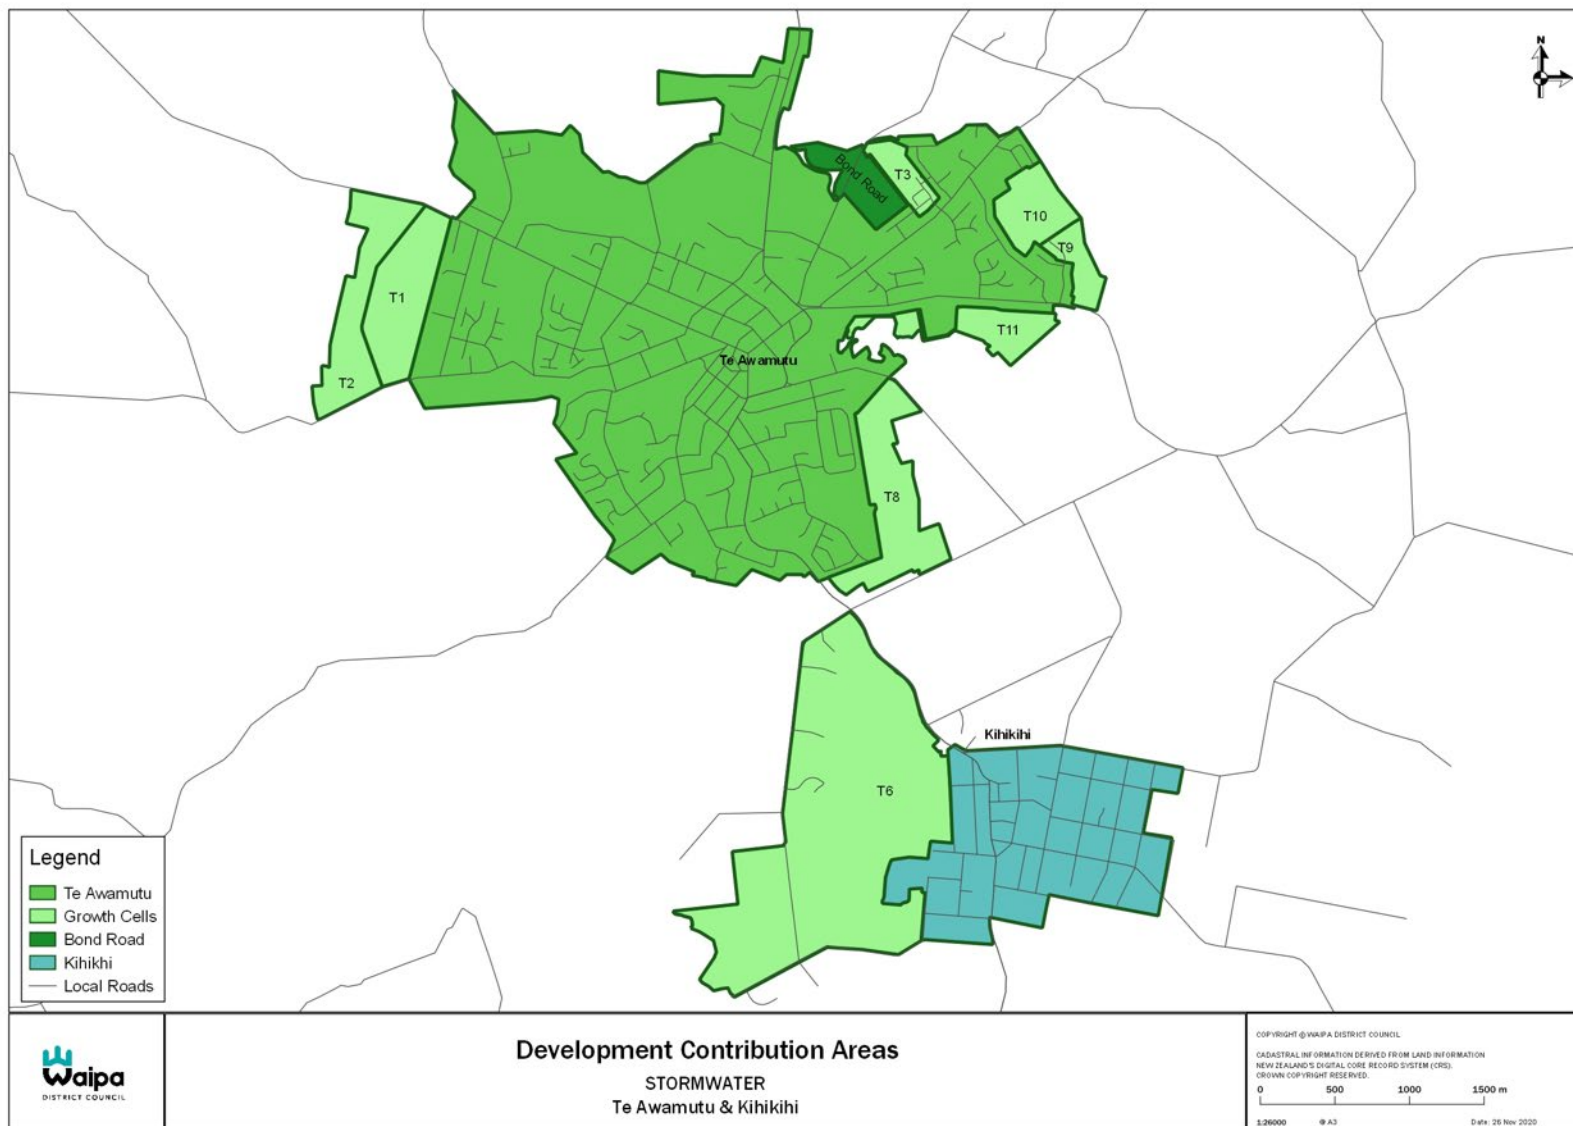 N
Bond Road
T3
T10
T9
T1
T11
Te Awamutu
T2
T8
Kihikihi
T6
Legend
Te Awamutu
Growth Cells
Bond Road
Kihikhi
Local Roads
Waipa
DISTRICT COUNCIL
Development Contribution Areas
STORMWATER
Te Awamutu & Kihikihi
COPYRIGHT @ WAIPA DISTRICT COUNCIL
CADASTRAL INFORMATION DERIVED FROM LAND INFORMATION
NEW ZEALAND'S DIGITAL CORE RECORD SYSTEM (CRS).
CROWN COPYRIGHT RESERVED.
0 500 1000 1500 m
1:26000 @ A3 Date: 26 Nov 2020